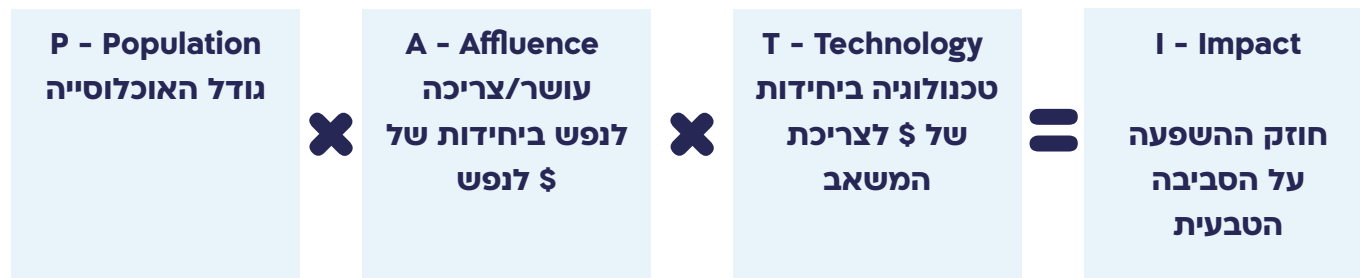 P - Population
גודל האוכלוסייה
A - Affluence
עושר/צריכה
לנפש ביחידות של
$ לנפש
T - Technology
טכנולוגיה ביחידות
של $ לצריכת
המשאב
I - Impact
חוזק ההשפעה
על הסביבה
הטבעית